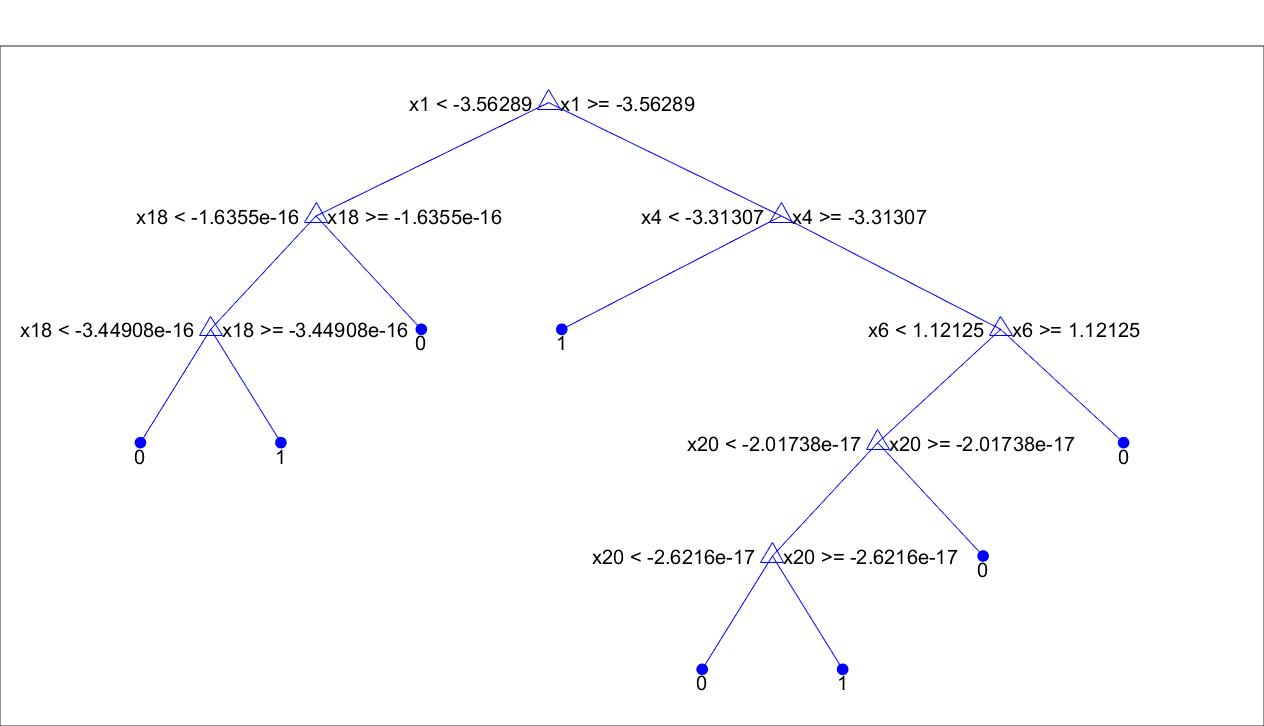 x1 < -3.56289 x1 >= -3.56289
x18 < -1.6355e-16 x18 >= -1.6355e-16 x4 < -3.31307 x4 >= -3.31307
x18 < -3.44908e-16 x18 >= -3.44908e-16 0 1 x6 < 1.12125 x6 >= 1.12125
0 1 x20 < -2.01738e-17 x20 >= -2.01738e-17 0
x20 < -2.6216e-17 x20 >= -2.6216e-17 0
0 1